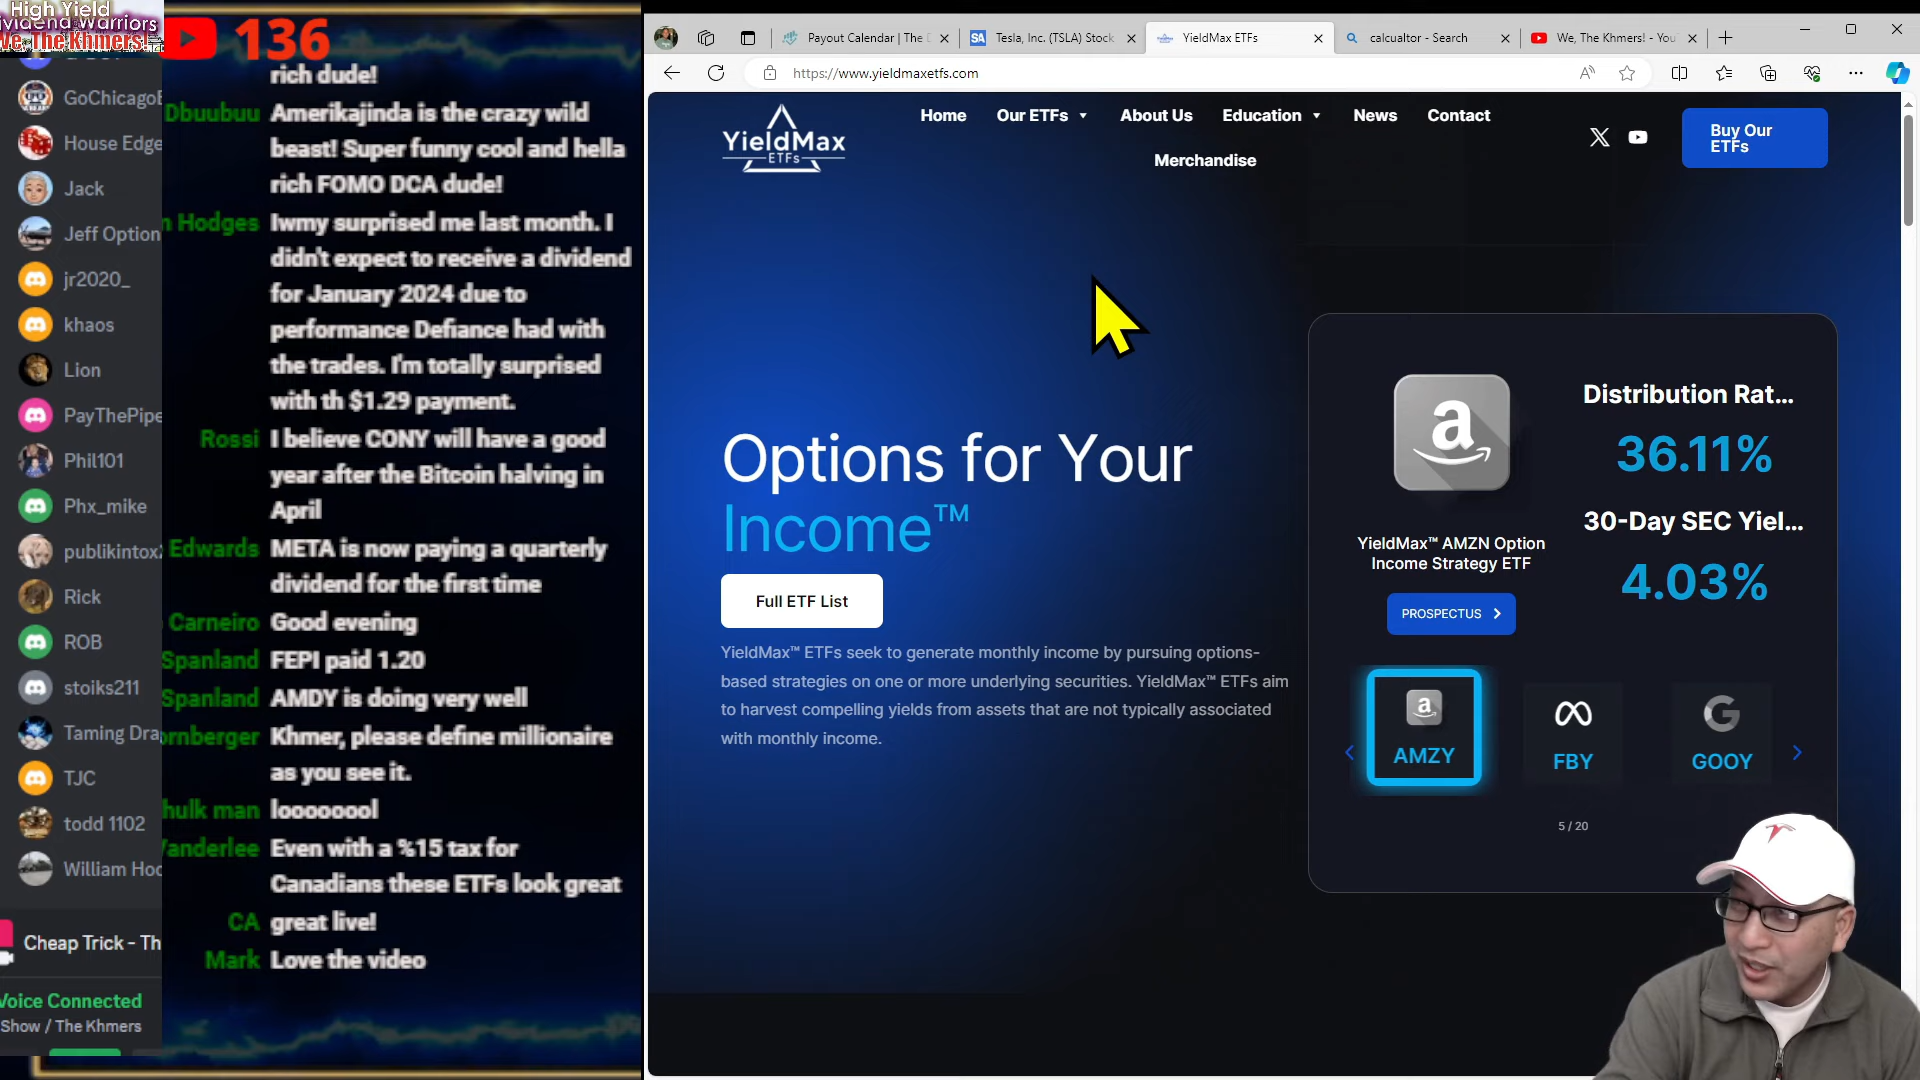 High Yield
Dividend Warriors
We, The Khmers!
136
GoChicagoB
House Edge
Jack
Jeff Option
jr2020_
khaos
Lion
PayThePipe
Phil101
Phx_mike
publikintox
Rick
ROB
stoiks211
Taming Dra
TJC
todd 1102
William Hoo
Cheap Trick - Th
Voice Connected
Show / The Khmers
rich dude!
Dbuubuu Amerikajinda is the crazy wild
beast! Super funny cool and hella
rich FOMO DCA dude!
Hodges Iwmy surprised me last month. I
didn't expect to receive a dividend
for January 2024 due to
performance Defiance had with
the trades. I'm totally surprised
with th $1.29 payment.
Rossi I believe CONY will have a good
year after the Bitcoin halving in
April
Edwards META is now paying a quarterly
dividend for the first time
Carneiro Good evening
Spanland FEPI paid 1.20
Spanland AMDY is doing very well
ornberger Khmer, please define millionaire
as you see it.
hulk man looooooool
Vanderlee Even with a %15 tax for
Canadians these ETFs look great
CA great live!
Mark Love the video
Payout Calendar | The D
SA Tesla, Inc. (TSLA) Stock
YieldMax ETFs
calcualtor - Search
We, The Khmers! - You
https://www.yieldmaxetfs.com
YieldMax
ETFs
Home
Our ETFs
About Us
Education
News
Contact
Merchandise
Buy Our
ETFs
Options for Your
Income™
Full ETF List
YieldMax™ ETFs seek to generate monthly income by pursuing options-
based strategies on one or more underlying securities. YieldMax™ ETFs aim
to harvest compelling yields from assets that are not typically associated
with monthly income.
Distribution Rat...
36.11%
30-Day SEC Yiel...
4.03%
YieldMax™ AMZN Option
Income Strategy ETF
PROSPECTUS
AMZY
FBY
GOOY
5 / 20